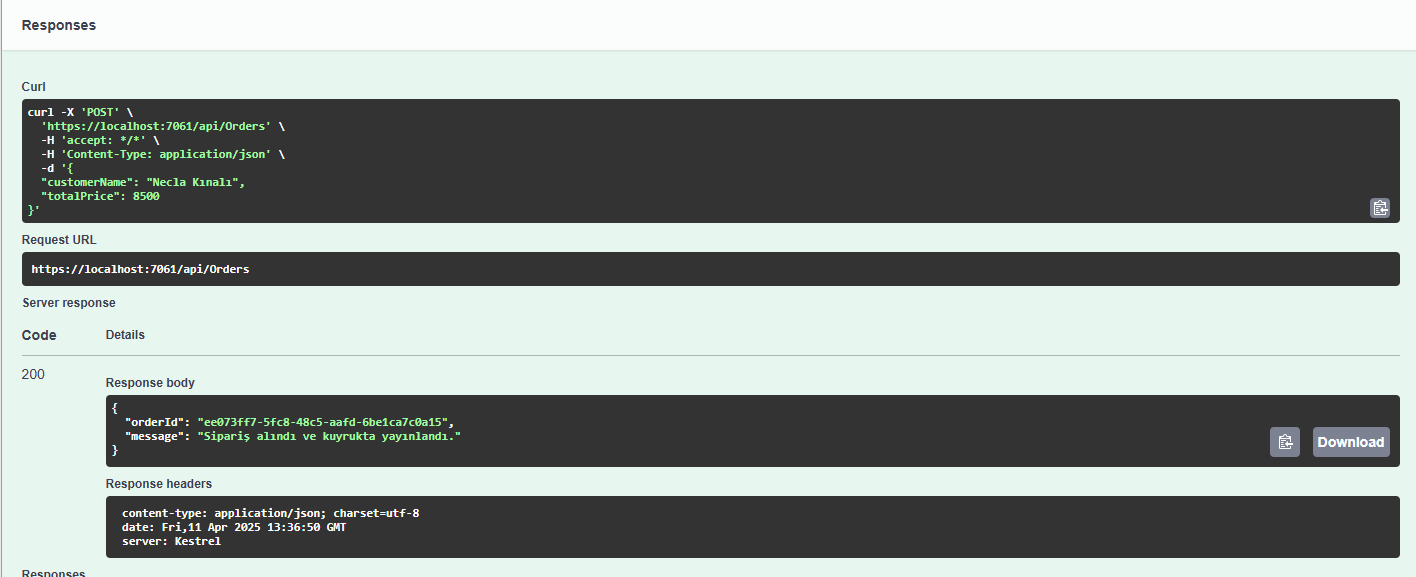 Responses
Curl
curl -X 'POST' \
'https://localhost:7061/api/Orders' \
-H 'accept: */*' \
-H 'Content-Type: application/json' \
-d '{
"customerName": "Necla Kınalı",
"totalPrice": 8500
}'
Request URL
https://localhost:7061/api/Orders
Server response
Code Details
200
Response body
{
"orderId": "ee073ff7-5fc8-48c5-aafd-6be1ca7c0a15",
"message": "Sipariş alındı ve kuyrukta yayınlandı."
}
Download
Response headers
content-type: application/json; charset=utf-8
date: Fri,11 Apr 2025 13:36:50 GMT
server: Kestrel
Responses